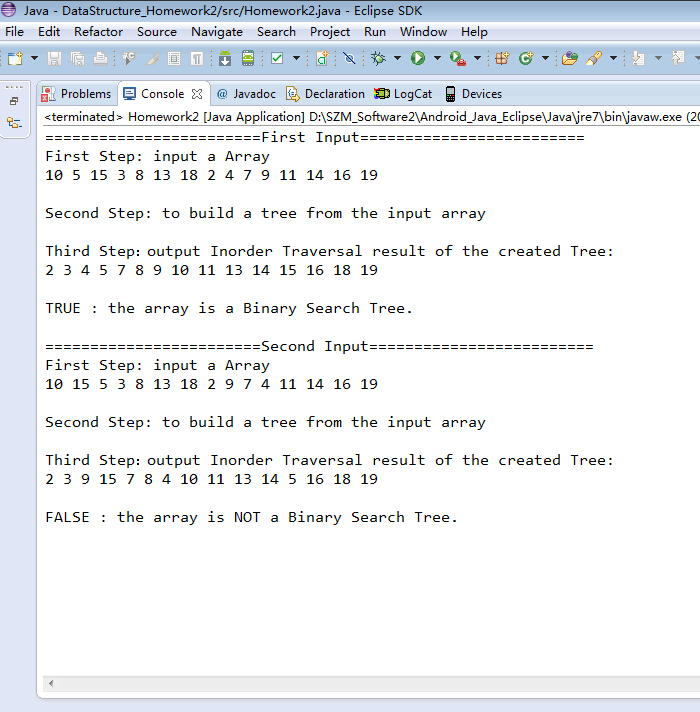 Java - DataStructure_Homework2/src/Homework2.java - Eclipse SDK
File Edit Refactor Source Navigate Search Project Run Window Help
Problems Console @ Javadoc Declaration LogCat Devices
<terminated> Homework2 [Java Application] D:\SZM_Software2\Android_Java_Eclipse\Java\jre7\bin\javaw.exe (20
========================First Input=========================
First Step: input a Array
10 5 15 3 8 13 18 2 4 7 9 11 14 16 19
Second Step: to build a tree from the input array
Third Step: output Inorder Traversal result of the created Tree:
2 3 4 5 7 8 9 10 11 13 14 15 16 18 19
TRUE : the array is a Binary Search Tree.
========================Second Input=========================
First Step: input a Array
10 15 5 3 8 13 18 2 9 7 4 11 14 16 19
Second Step: to build a tree from the input array
Third Step: output Inorder Traversal result of the created Tree:
2 3 9 15 7 8 4 10 11 13 14 5 16 18 19
FALSE : the array is NOT a Binary Search Tree.